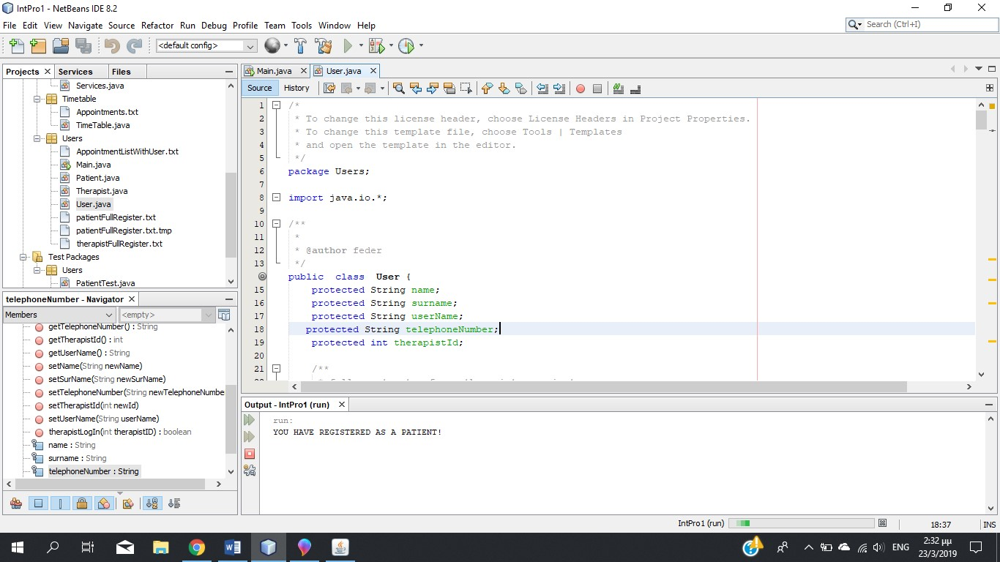 IntPro1 - NetBeans IDE 8.2
File Edit View Navigate Source Refactor Run Debug Profile Team Tools Window Help
Search (Ctrl+I)
<default config>
Projects Services Files
Services.java
Timetable
Appointments.txt
TimeTable.java
Users
AppointmentListWithUser.txt
Main.java
Patient.java
Therapist.java
User.java
patientFullRegister.txt
patientFullRegister.txt.tmp
therapistFullRegister.txt
Test Packages
Users
PatientTest.java
telephoneNumber - Navigator
Members <empty>
getTelephoneNumber() : String
getTherapistId() : int
getUserName() : String
setName(String newName)
setSurName(String newSurName)
setTelephoneNumber(String newTelephoneNumbe
setTherapistId(int newId)
setUserName(String userName)
therapistLogIn(int therapistID) : boolean
name : String
surname : String
telephoneNumber : String
Main.java User.java
Source History
1 /*
2 * To change this license header, choose License Headers in Project Properties.
3 * To change this template file, choose Tools | Templates
4 * and open the template in the editor.
5 */
6 package Users;
7
8 import java.io.*;
9
10 /**
11 *
12 * @author feder
13 */
public class User {
15 protected String name;
16 protected String surname;
17 protected String userName;
18 protected String telephoneNumber;
19 protected int therapistId;
20
21 /**
Output - IntPro1 (run)
run:
YOU HAVE REGISTERED AS A PATIENT!
IntPro1 (run) 18:37 INS
ENG
2:32 μμ
23/3/2019